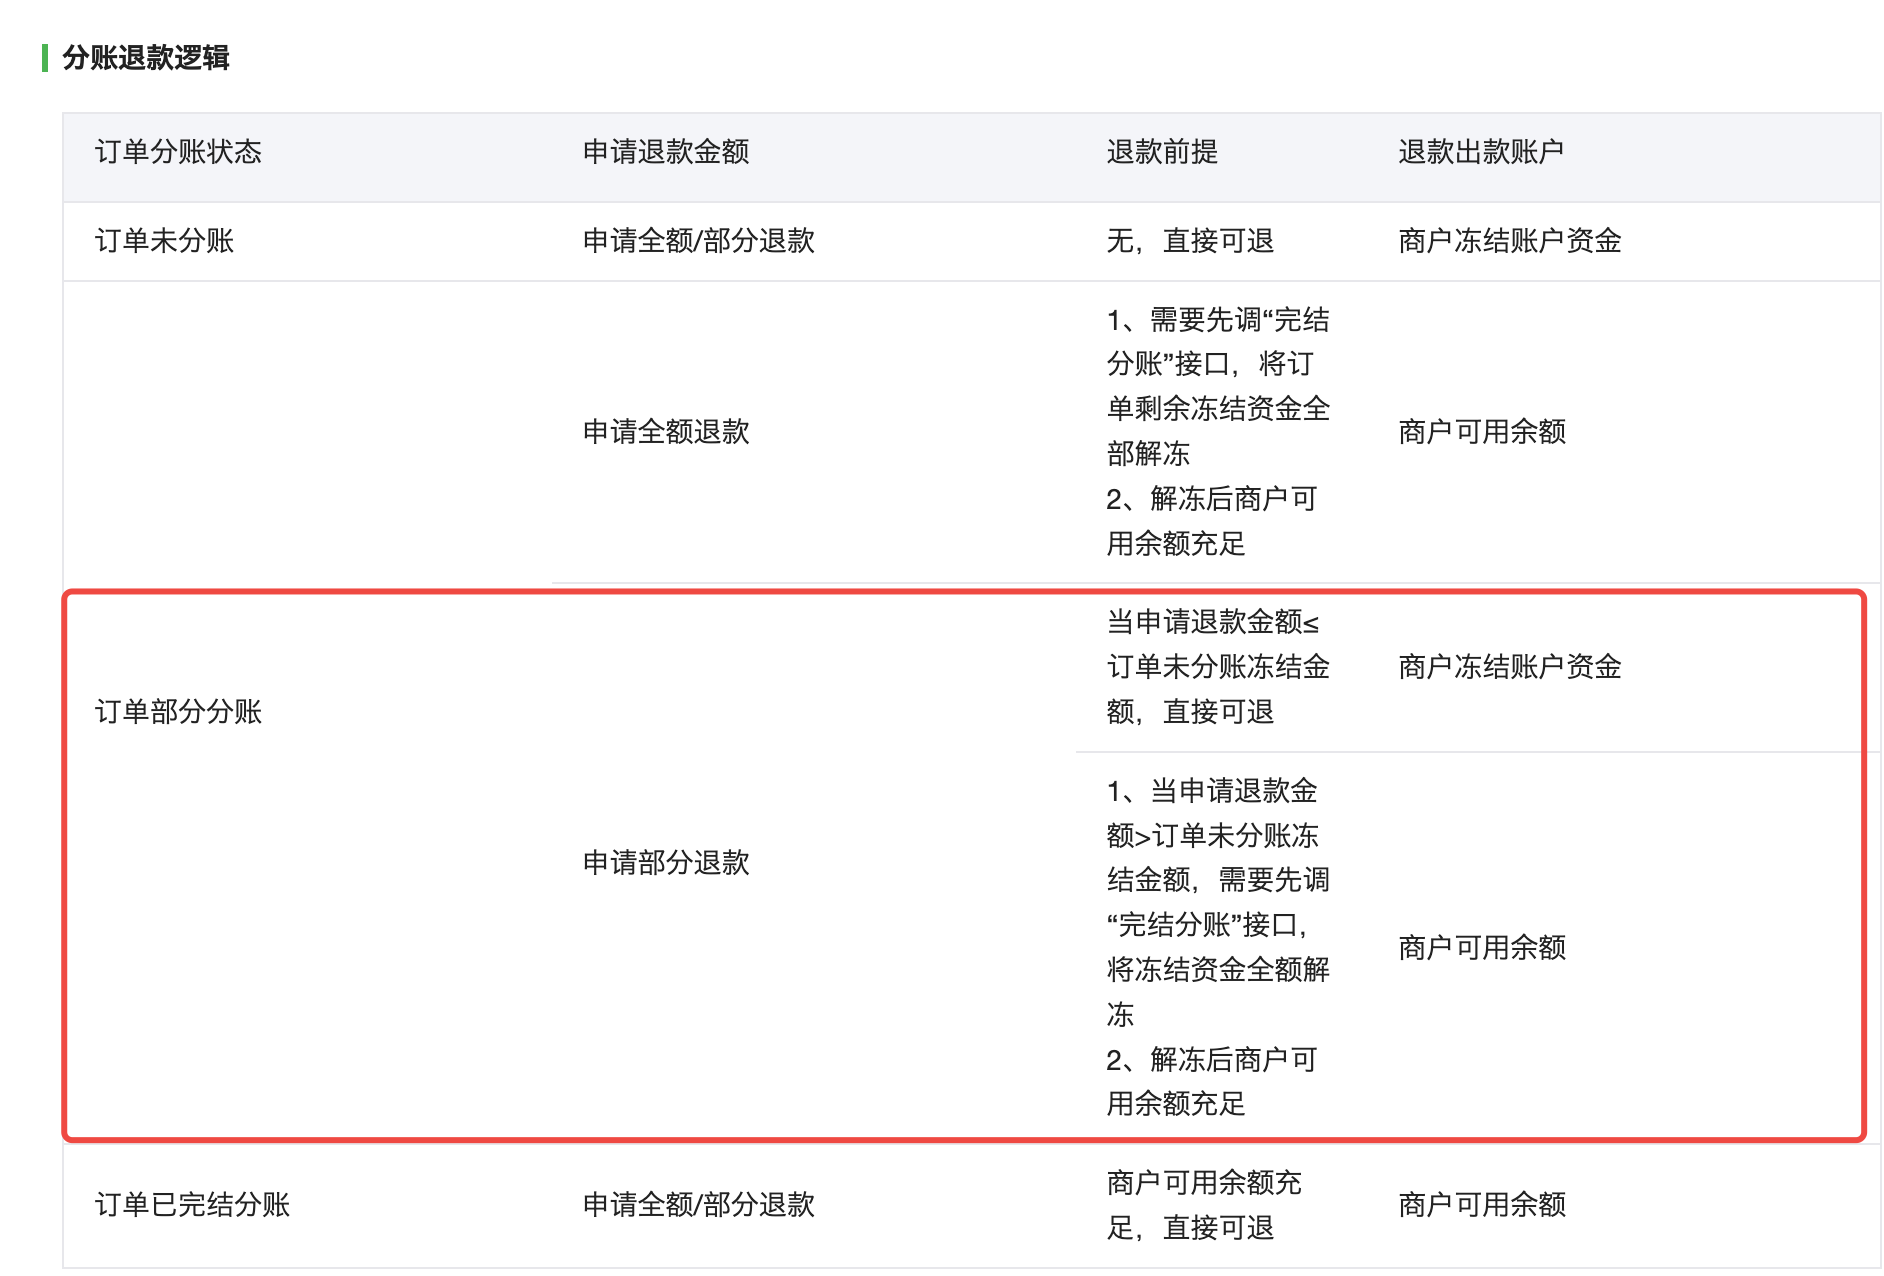 分账退款逻辑
订单分账状态
申请退款金额
退款前提
退款出款账户
订单未分账
申请全额/部分退款
无，直接可退
商户冻结账户资金
订单部分分账
申请全额退款
1、需要先调“完结
分账”接口，将订
单剩余冻结资金全
部解冻
2、解冻后商户可
用余额充足
商户可用余额
申请部分退款
当申请退款金额≤
订单未分账冻结金
额，直接可退
商户冻结账户资金
1、当申请退款金
额>订单未分账冻
结金额，需要先调
“完结分账”接口，
将冻结资金全额解
冻
2、解冻后商户可
用余额充足
商户可用余额
订单已完结分账
申请全额/部分退款
商户可用余额充
足，直接可退
商户可用余额